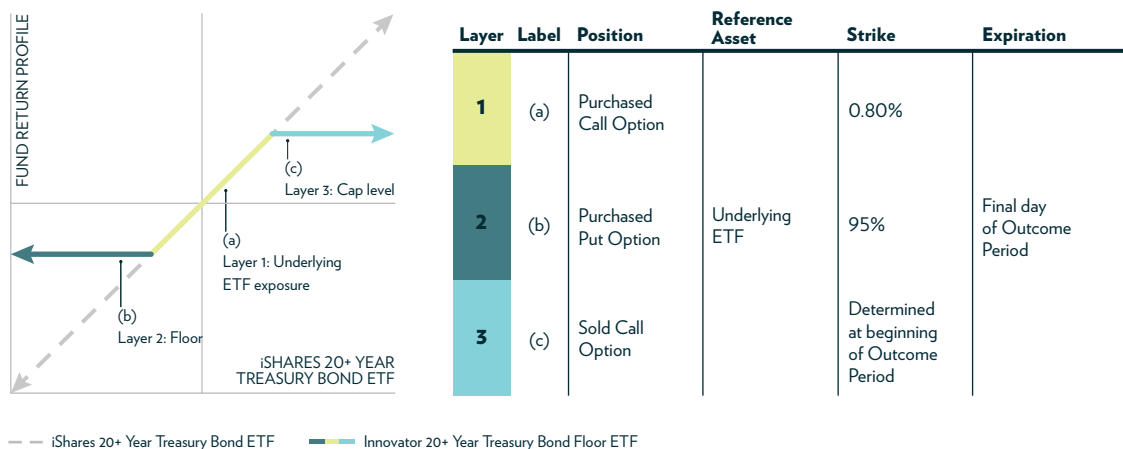 FUND RETURN PROFILE
(c)
Layer 3: Cap level
(a)
Layer 1: Underlying
ETF exposure
(b)
Layer 2: Floor
iSHARES 20+ YEAR
TREASURY BOND ETF
Layer Label Position Reference Asset Strike Expiration
1 (a) Purchased Call Option 0.80%
2 (b) Purchased Put Option Underlying ETF 95% Final day of Outcome Period
3 (c) Sold Call Option Determined at beginning of Outcome Period
iShares 20+ Year Treasury Bond ETF Innovator 20+ Year Treasury Bond Floor ETF